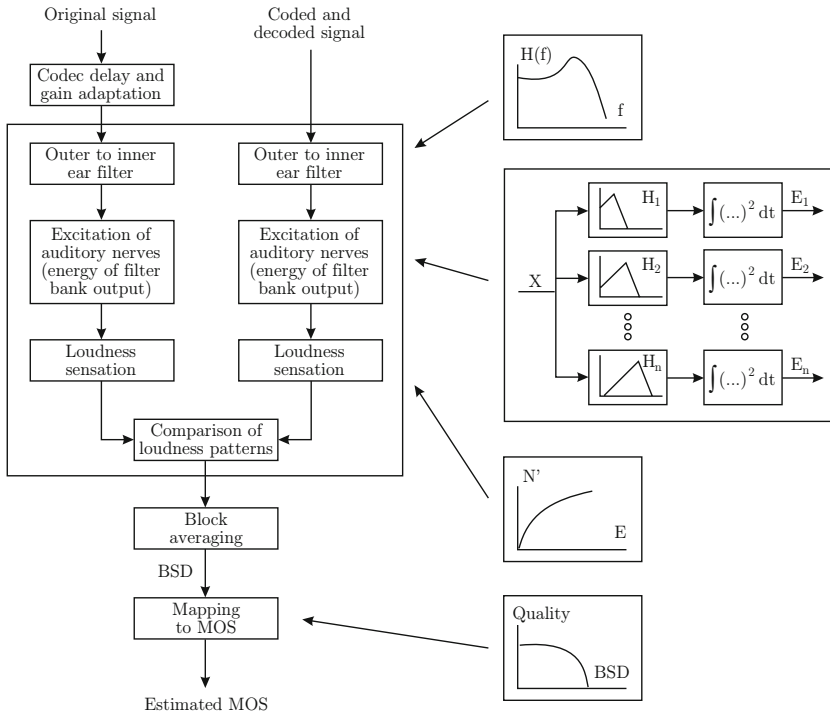 Original signal
Coded and
decoded signal
Codec delay and
gain adaptation
Outer to inner
ear filter
Outer to inner
ear filter
Excitation of
auditory nerves
(energy of filter
bank output)
Excitation of
auditory nerves
(energy of filter
bank output)
Loudness
sensation
Loudness
sensation
Comparison of
loudness patterns
Block
averaging
BSD
Mapping
to MOS
Estimated MOS
H(f)
f
X
H₁
∫(...)² dt
E₁
H₂
∫(...)² dt
E₂
Hₙ
∫(...)² dt
Eₙ
N'
E
Quality
BSD